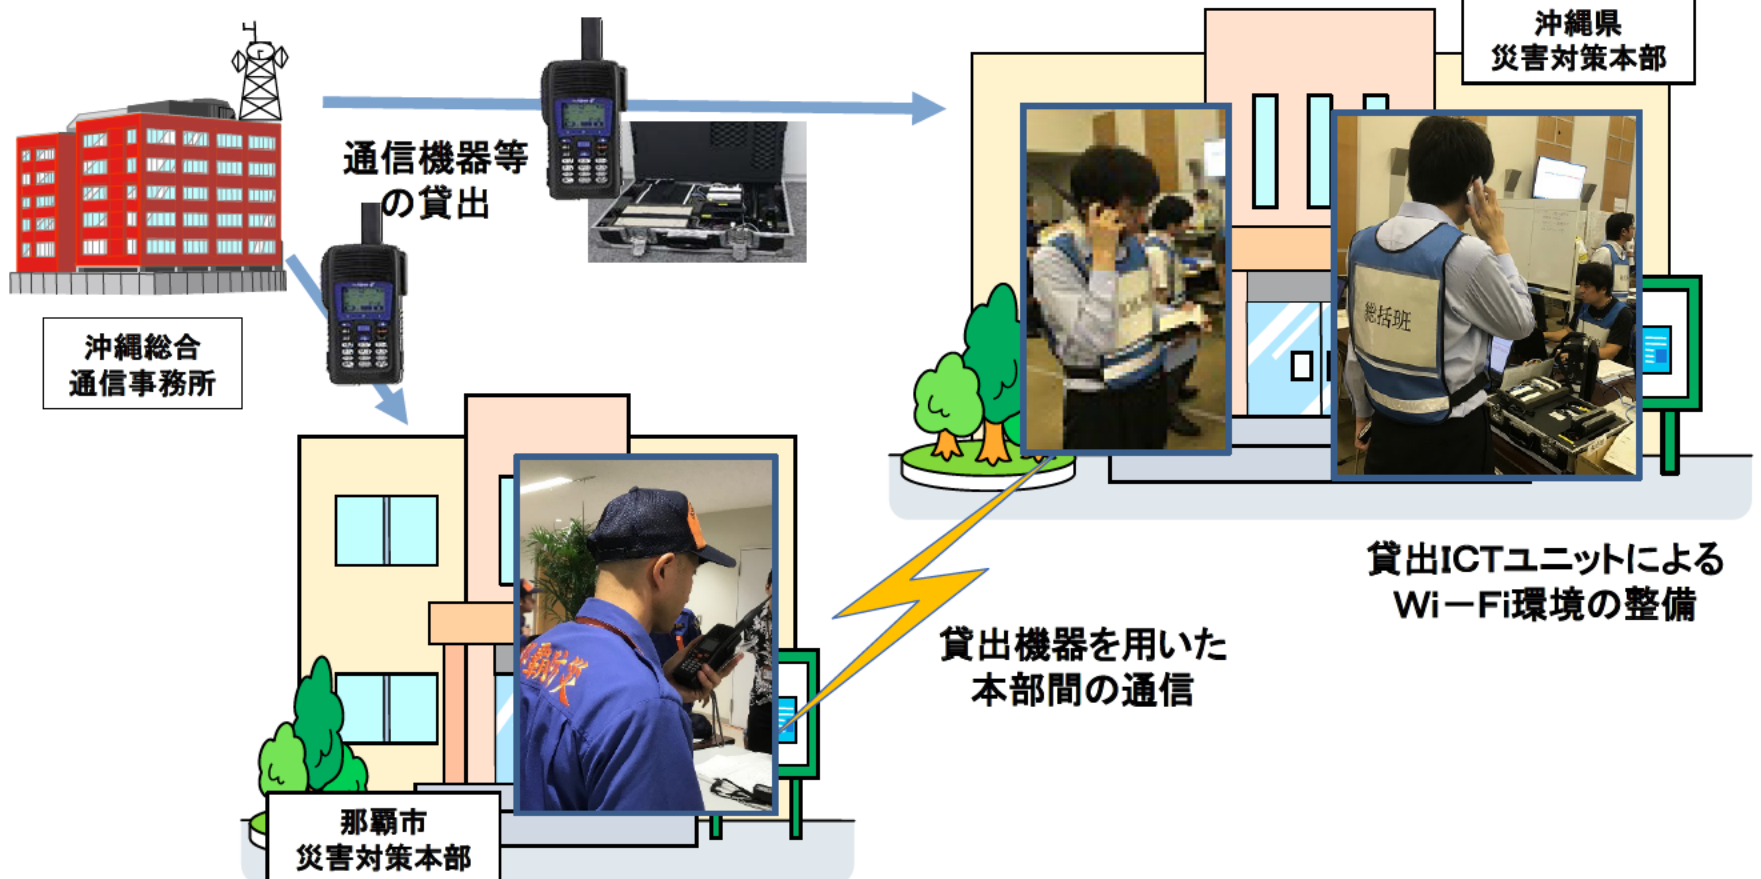 沖縄県
災害対策本部
通信機器等
の貸出
総括班
沖縄総合
通信事務所
貸出ICTユニットによる
Wi－Fi環境の整備
貸出機器を用いた
本部間の通信
那覇市
災害対策本部